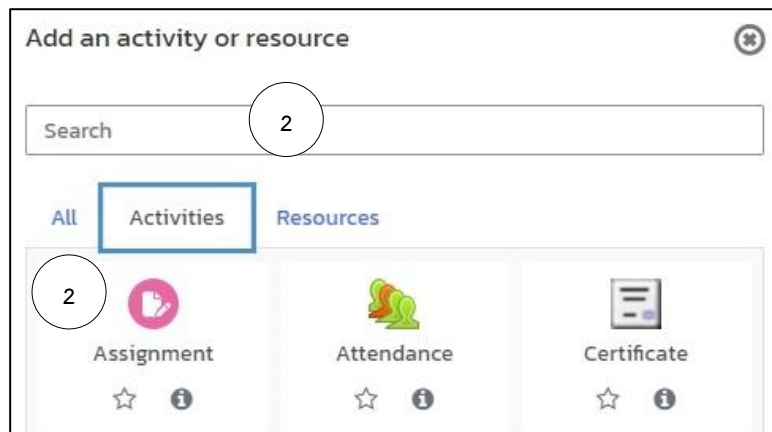 Add an activity or resource
Search 2
All Activities Resources
2
Assignment Attendance Certificate